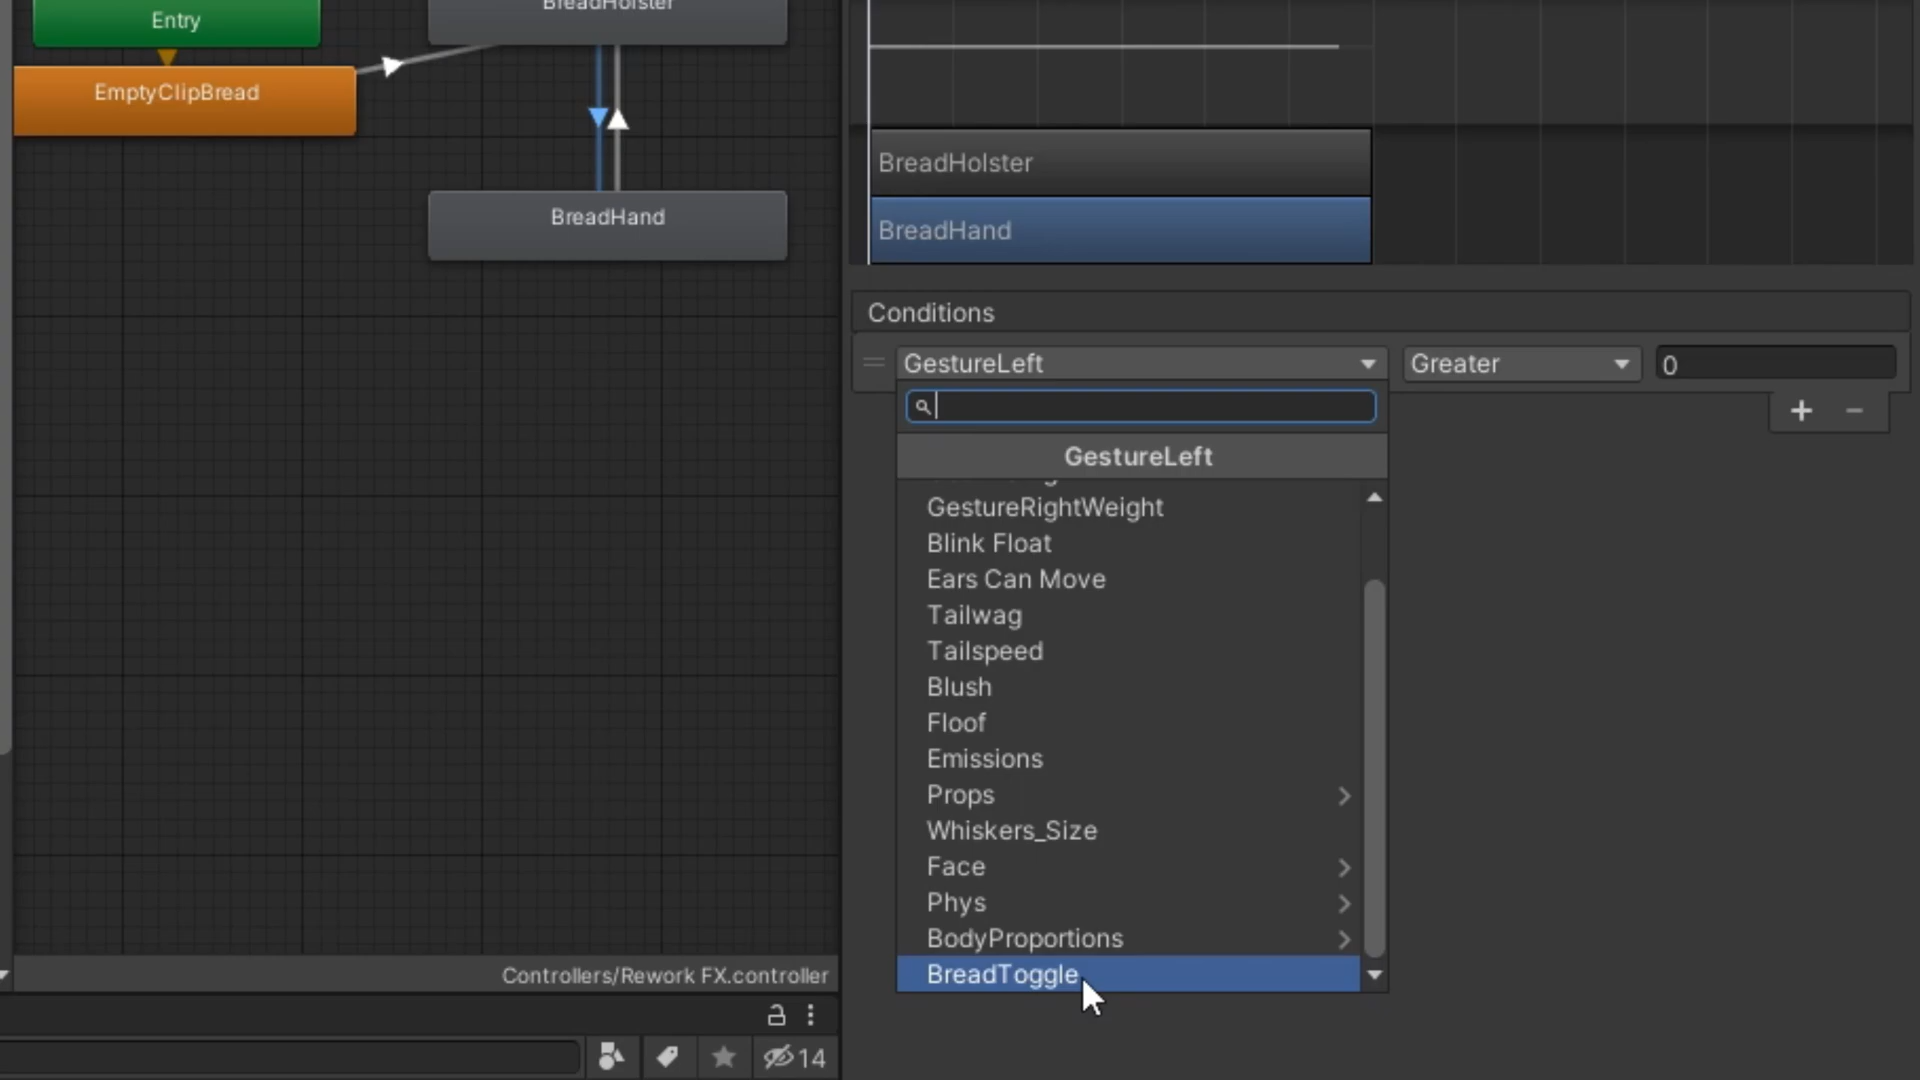 Entry
BreadHolster
EmptyClipBread
BreadHand
BreadHolster
BreadHand
Conditions
GestureLeft
Greater
0
GestureLeft
GestureRightWeight
Blink Float
Ears Can Move
Tailwag
Tailspeed
Blush
Floof
Emissions
Props
Whiskers_Size
Face
Phys
BodyProportions
BreadToggle
Controllers/Rework FX.controller
14